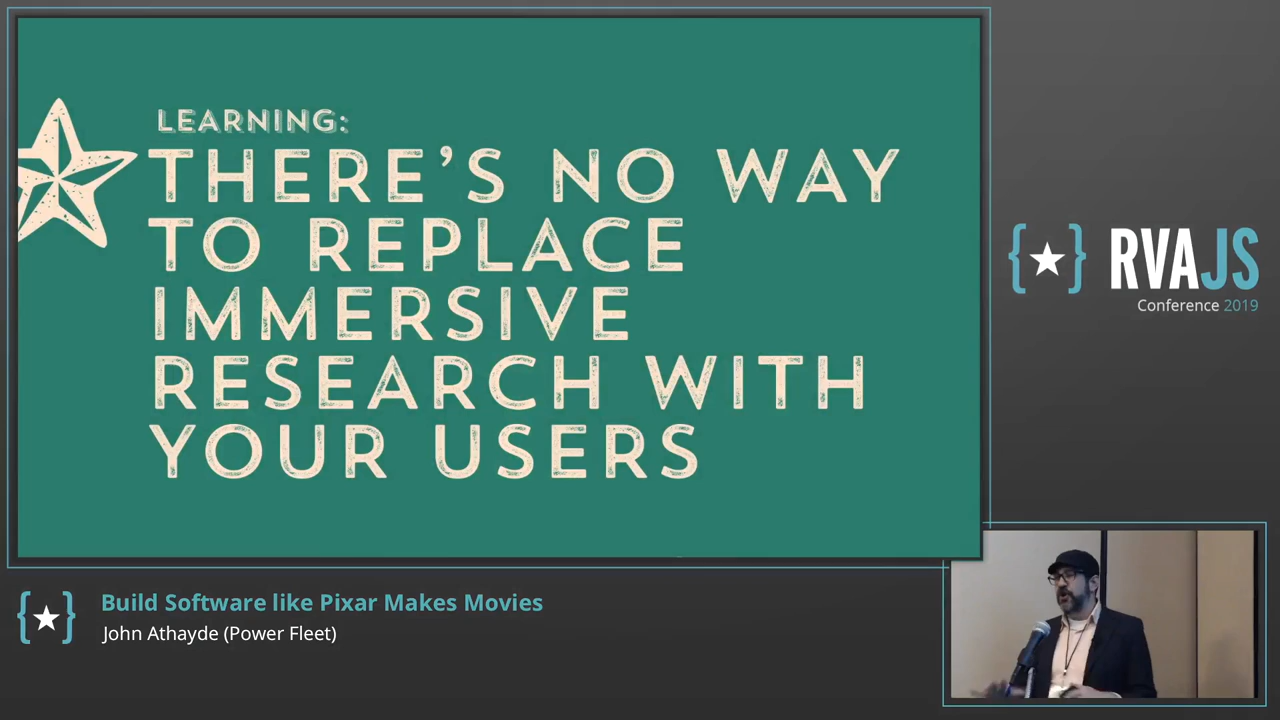 LEARNING:
THERE'S NO WAY
TO REPLACE
IMMERSIVE
RESEARCH WITH
YOUR USERS
{★} RVAJS
Conference 2019
{★}
Build Software like Pixar Makes Movies
John Athayde (Power Fleet)